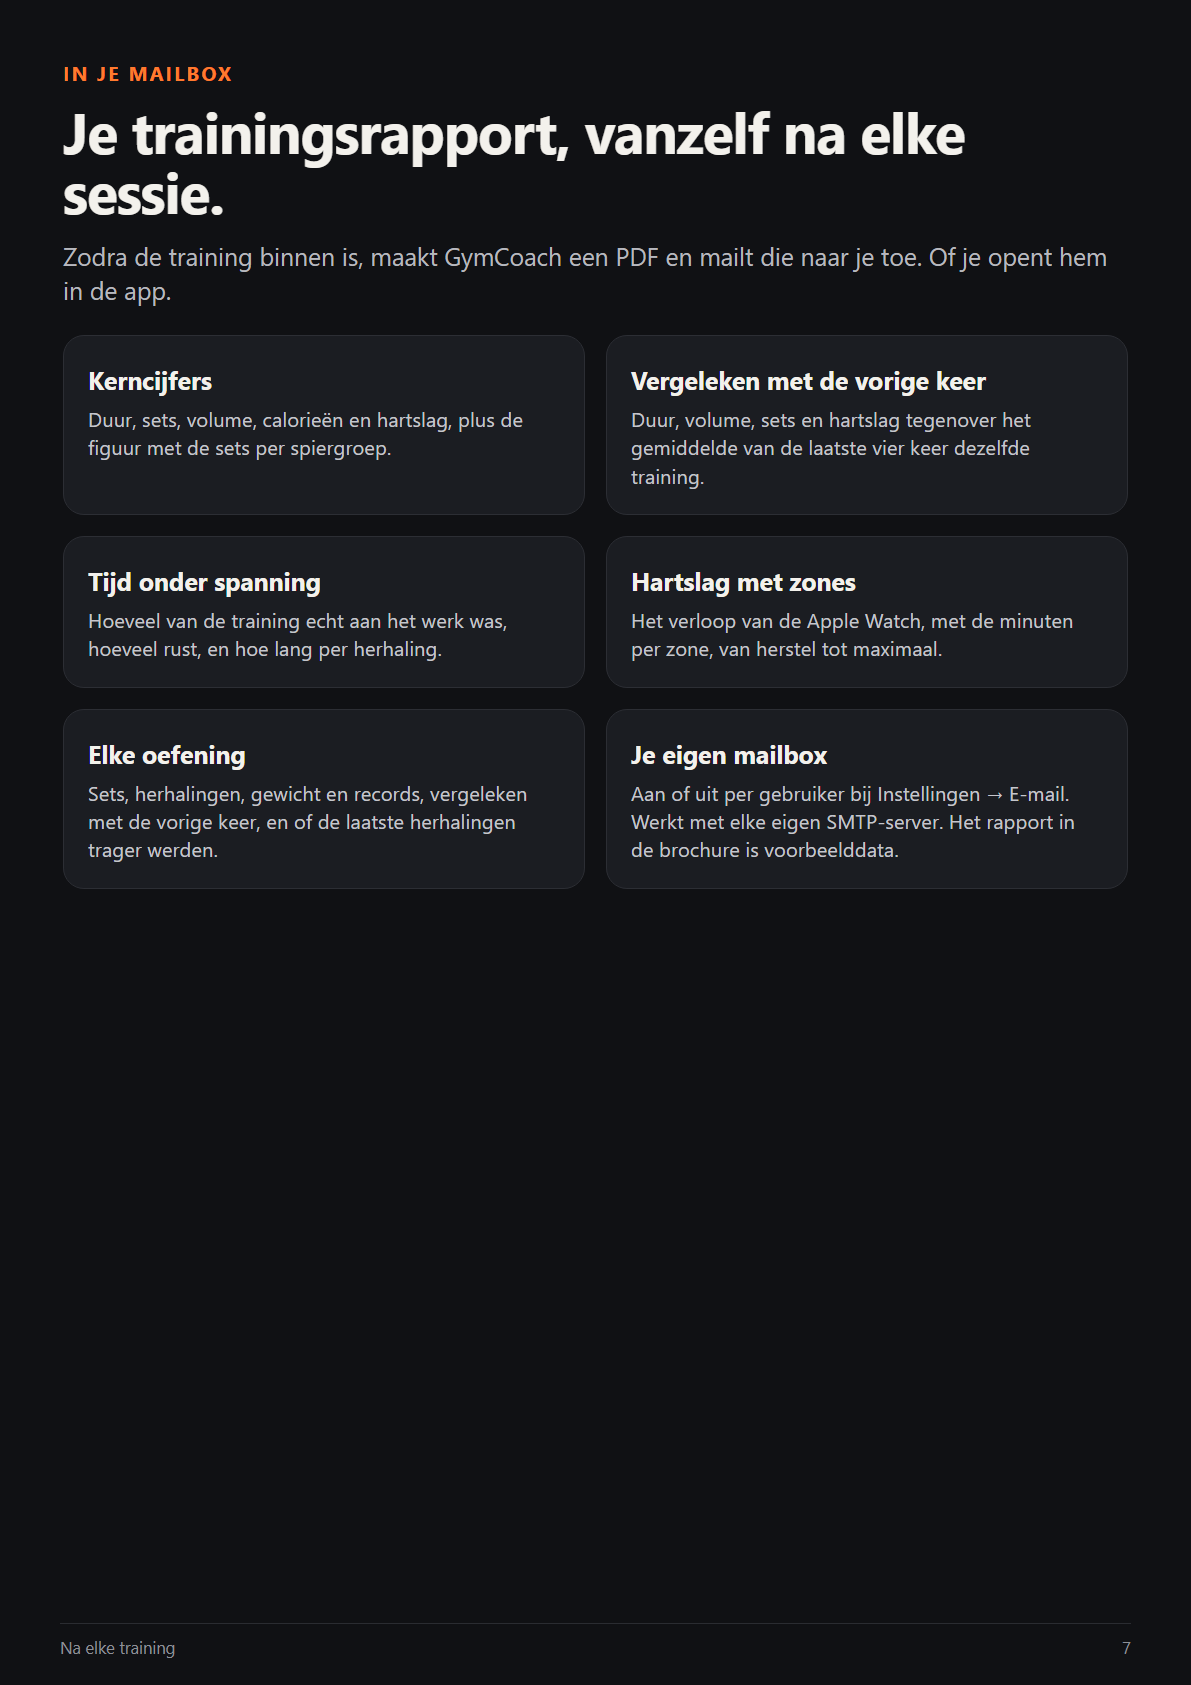 IN JE MAILBOX
Je trainingsrapport, vanzelf na elke
sessie.
Zodra de training binnen is, maakt GymCoach een PDF en mailt die naar je toe. Of je opent hem
in de app.
Kerncijfers
Duur, sets, volume, calorieën en hartslag, plus de
figuur met de sets per spiergroep.
Vergeleken met de vorige keer
Duur, volume, sets en hartslag tegenover het
gemiddelde van de laatste vier keer dezelfde
training.
Tijd onder spanning
Hoeveel van de training echt aan het werk was,
hoeveel rust, en hoe lang per herhaling.
Hartslag met zones
Het verloop van de Apple Watch, met de minuten
per zone, van herstel tot maximaal.
Elke oefening
Sets, herhalingen, gewicht en records, vergeleken
met de vorige keer, en of de laatste herhalingen
trager werden.
Je eigen mailbox
Aan of uit per gebruiker bij Instellingen → E-mail.
Werkt met elke eigen SMTP-server. Het rapport in
de brochure is voorbeelddata.
Na elke training
7